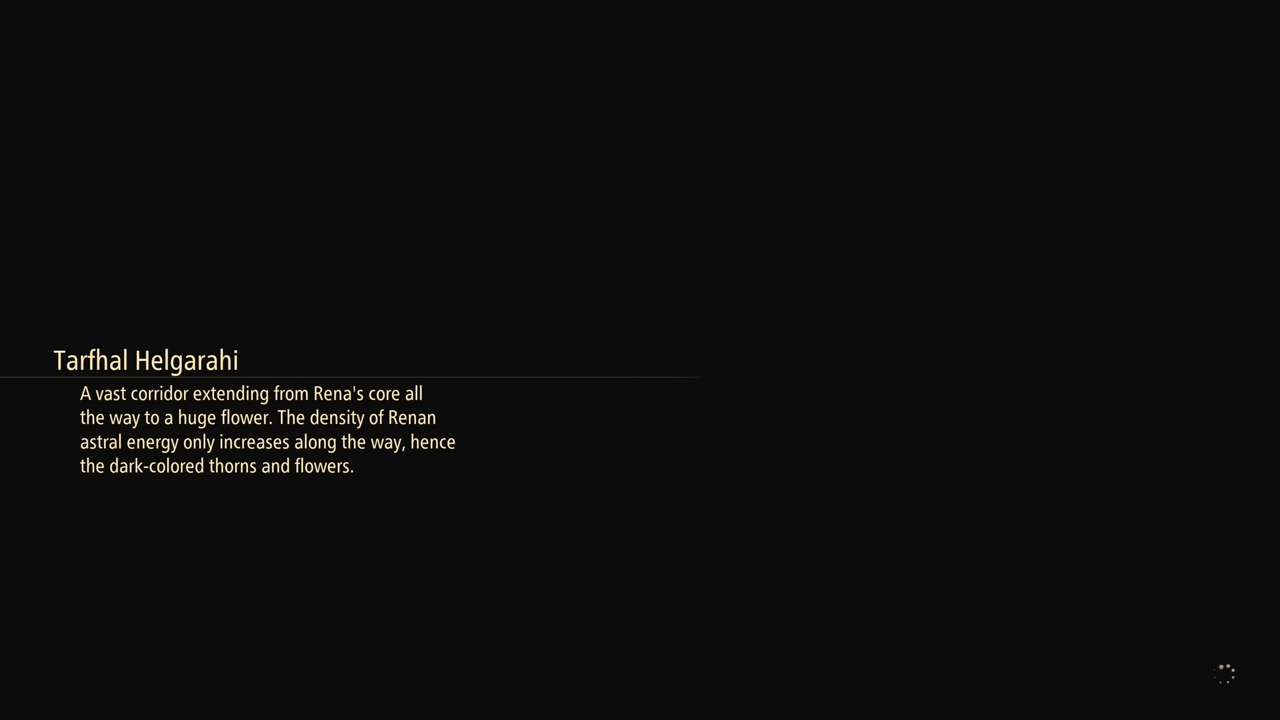 Tarfhal Helgarahi
A vast corridor extending from Rena's core all
the way to a huge flower. The density of Renan
astral energy only increases along the way, hence
the dark-colored thorns and flowers.